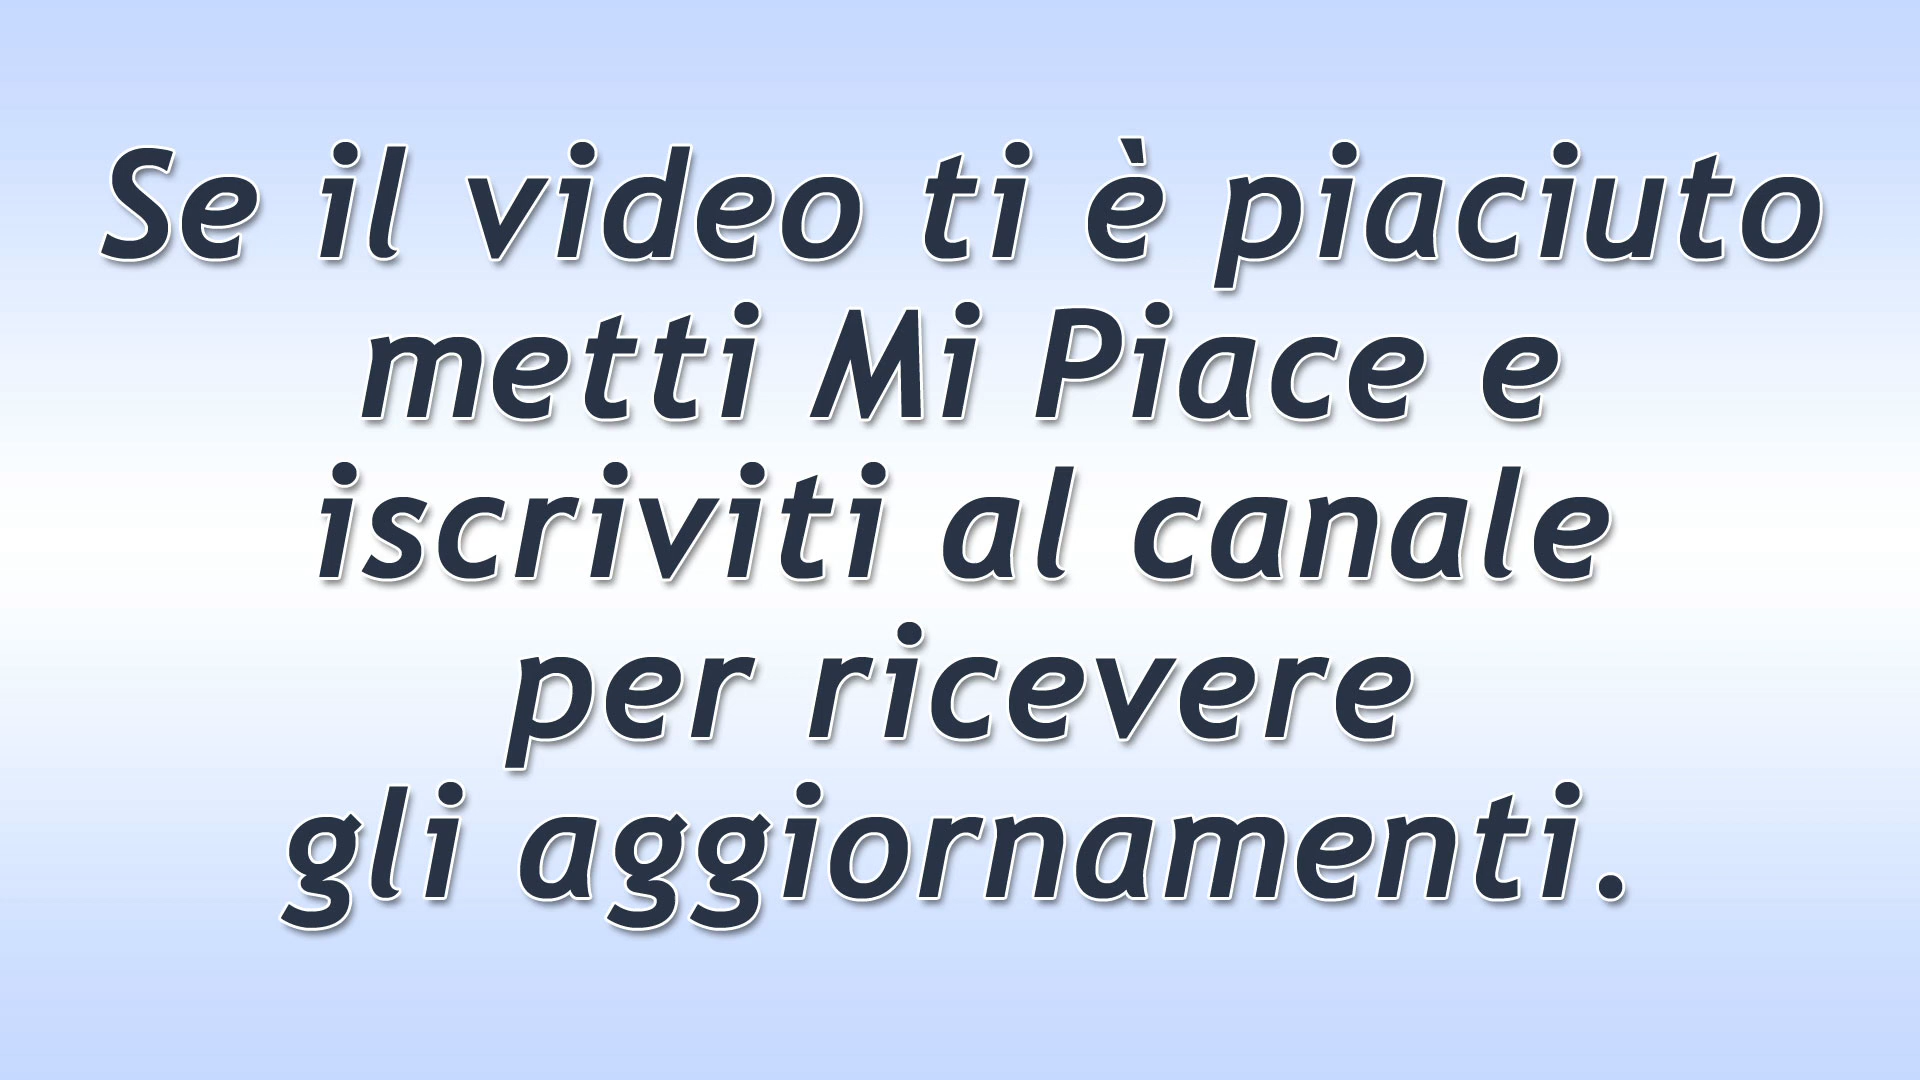 Se il video ti è piaciuto
metti Mi Piace e
iscriviti al canale
per ricevere
gli aggiornamenti.